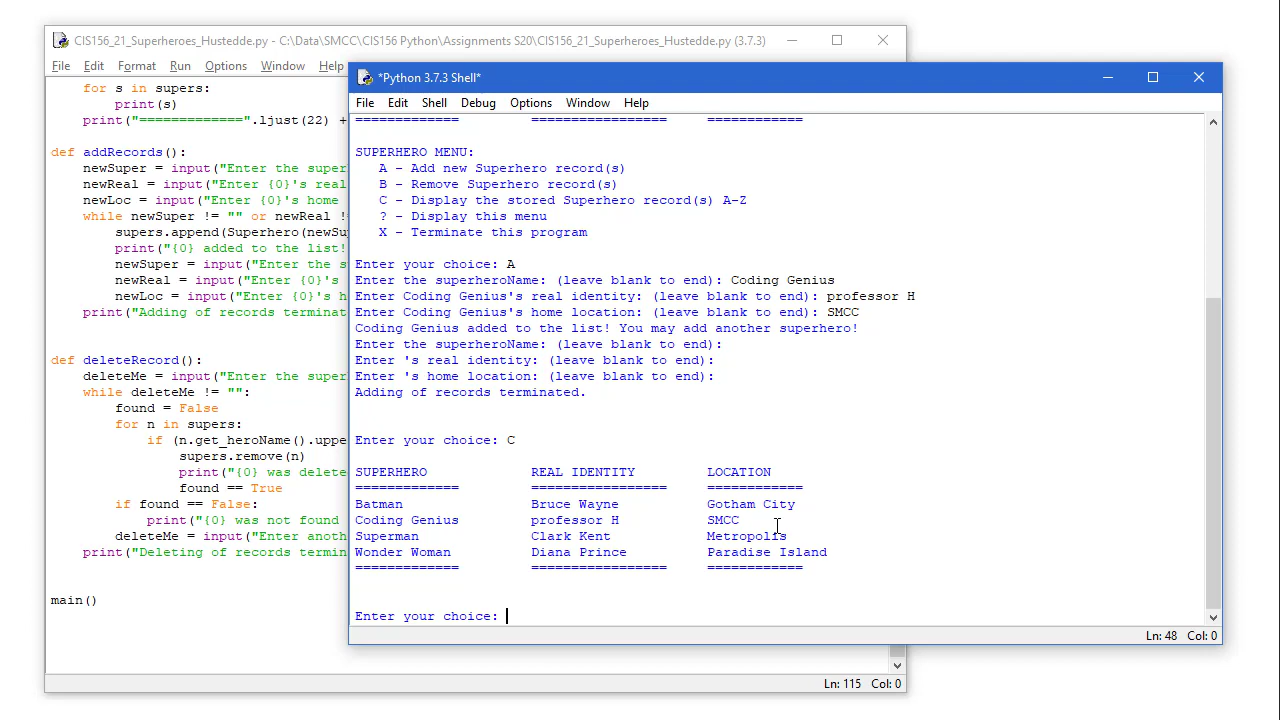 CIS156_21_Superheroes_Hustedde.py - C:\Data\SMCC\CIS156 Python\Assignments S20\CIS156_21_Superheroes_Hustedde.py (3.7.3)
File Edit Format Run Options Window Help
for s in supers:
print(s)
print("=============".ljust(22) +
def addRecords():
newSuper = input("Enter the super
newReal = input("Enter {0}'s real
newLoc = input("Enter {0}'s home
while newSuper != "" or newReal !=
supers.append(Superhero(newSu
print("{0} added to the list!
newSuper = input("Enter the s
newReal = input("Enter {0}'s
newLoc = input("Enter {0}'s h
print("Adding of records terminat
def deleteRecord():
deleteMe = input("Enter the super
while deleteMe != "":
found = False
for n in supers:
if (n.get_heroName().uppe
supers.remove(n)
print("{0} was delete
found == True
if found == False:
print("{0} was not found
deleteMe = input("Enter anoth
print("Deleting of records termin
main()
Ln: 115 Col: 0
*Python 3.7.3 Shell*
File Edit Shell Debug Options Window Help
============= ================= ============
SUPERHERO MENU:
A - Add new Superhero record(s)
B - Remove Superhero record(s)
C - Display the stored Superhero record(s) A-Z
? - Display this menu
X - Terminate this program
Enter your choice: A
Enter the superheroName: (leave blank to end): Coding Genius
Enter Coding Genius's real identity: (leave blank to end): professor H
Enter Coding Genius's home location: (leave blank to end): SMCC
Coding Genius added to the list! You may add another superhero!
Enter the superheroName: (leave blank to end):
Enter 's real identity: (leave blank to end):
Enter 's home location: (leave blank to end):
Adding of records terminated.
Enter your choice: C
SUPERHERO REAL IDENTITY LOCATION
============= ================= ============
Batman Bruce Wayne Gotham City
Coding Genius professor H SMCC
Superman Clark Kent Metropolis
Wonder Woman Diana Prince Paradise Island
============= ================= ============
Enter your choice:
Ln: 48 Col: 0